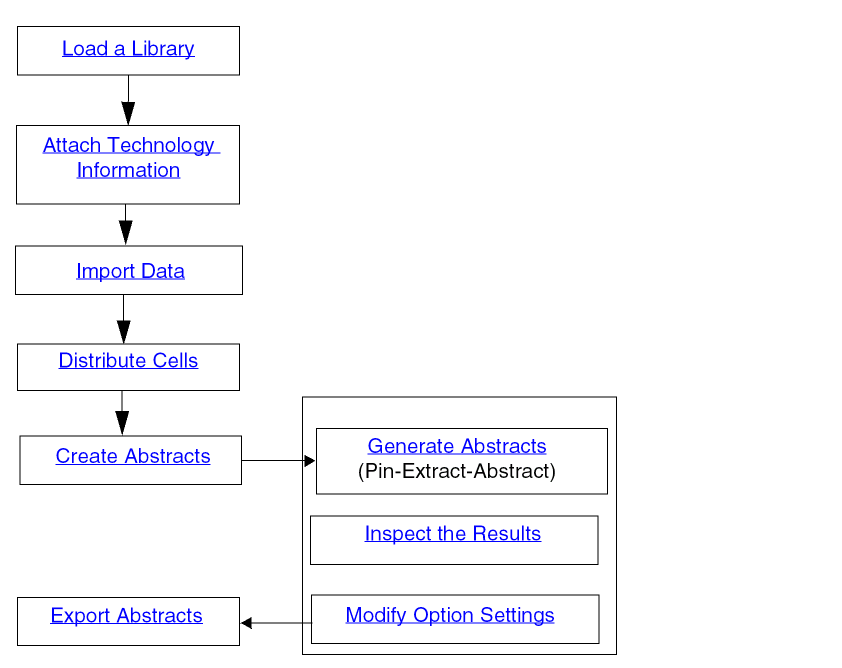 Load a Library
Attach Technology
Information
Import Data
Distribute Cells
Create Abstracts
Generate Abstracts
(Pin-Extract-Abstract)
Inspect the Results
Modify Option Settings
Export Abstracts